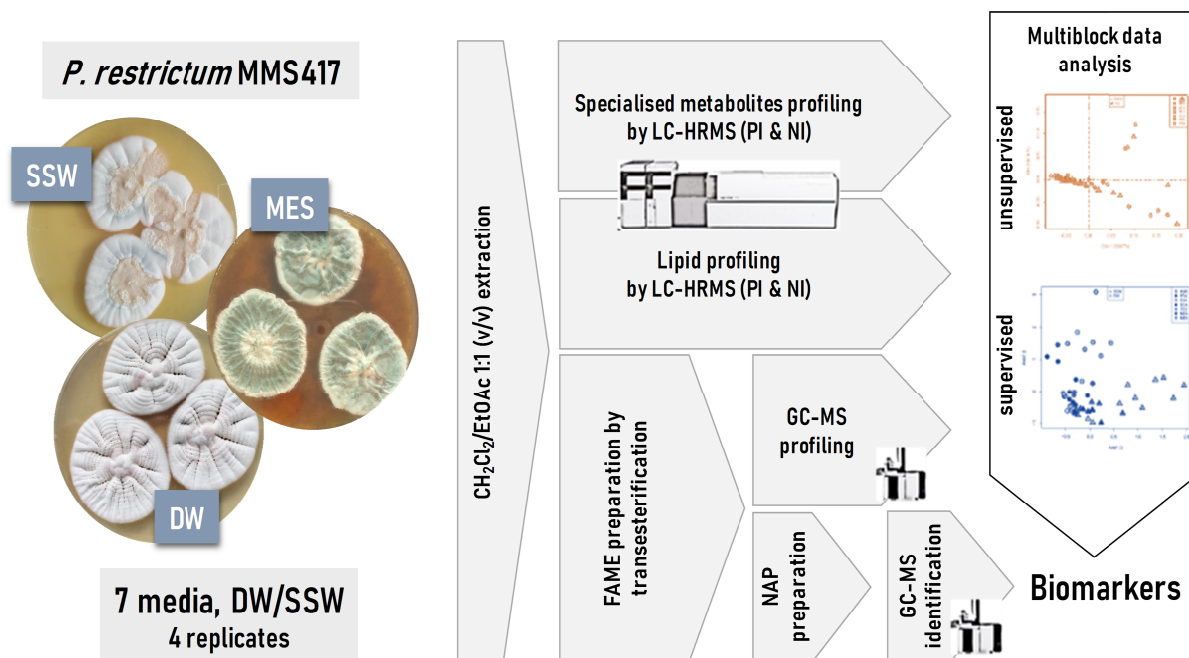 P. restrictum MMS417
SSW
MES
DW
7 media, DW/SSW
4 replicates
CH₂Cl₂/EtOAc 1:1 (v/v) extraction
Specialised metabolites profiling
by LC-HRMS (PI & NI)
Lipid profiling
by LC-HRMS (PI & NI)
FAME preparation by
transesterification
GC-MS
profiling
NAP
preparation
GC-MS
identification
Multiblock data
analysis
unsupervised
supervised
Biomarkers